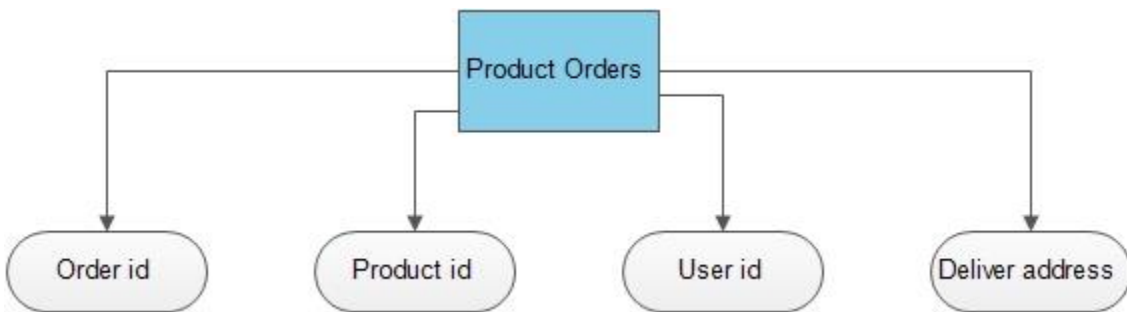 Product Orders
Order id
Product id
User id
Deliver address